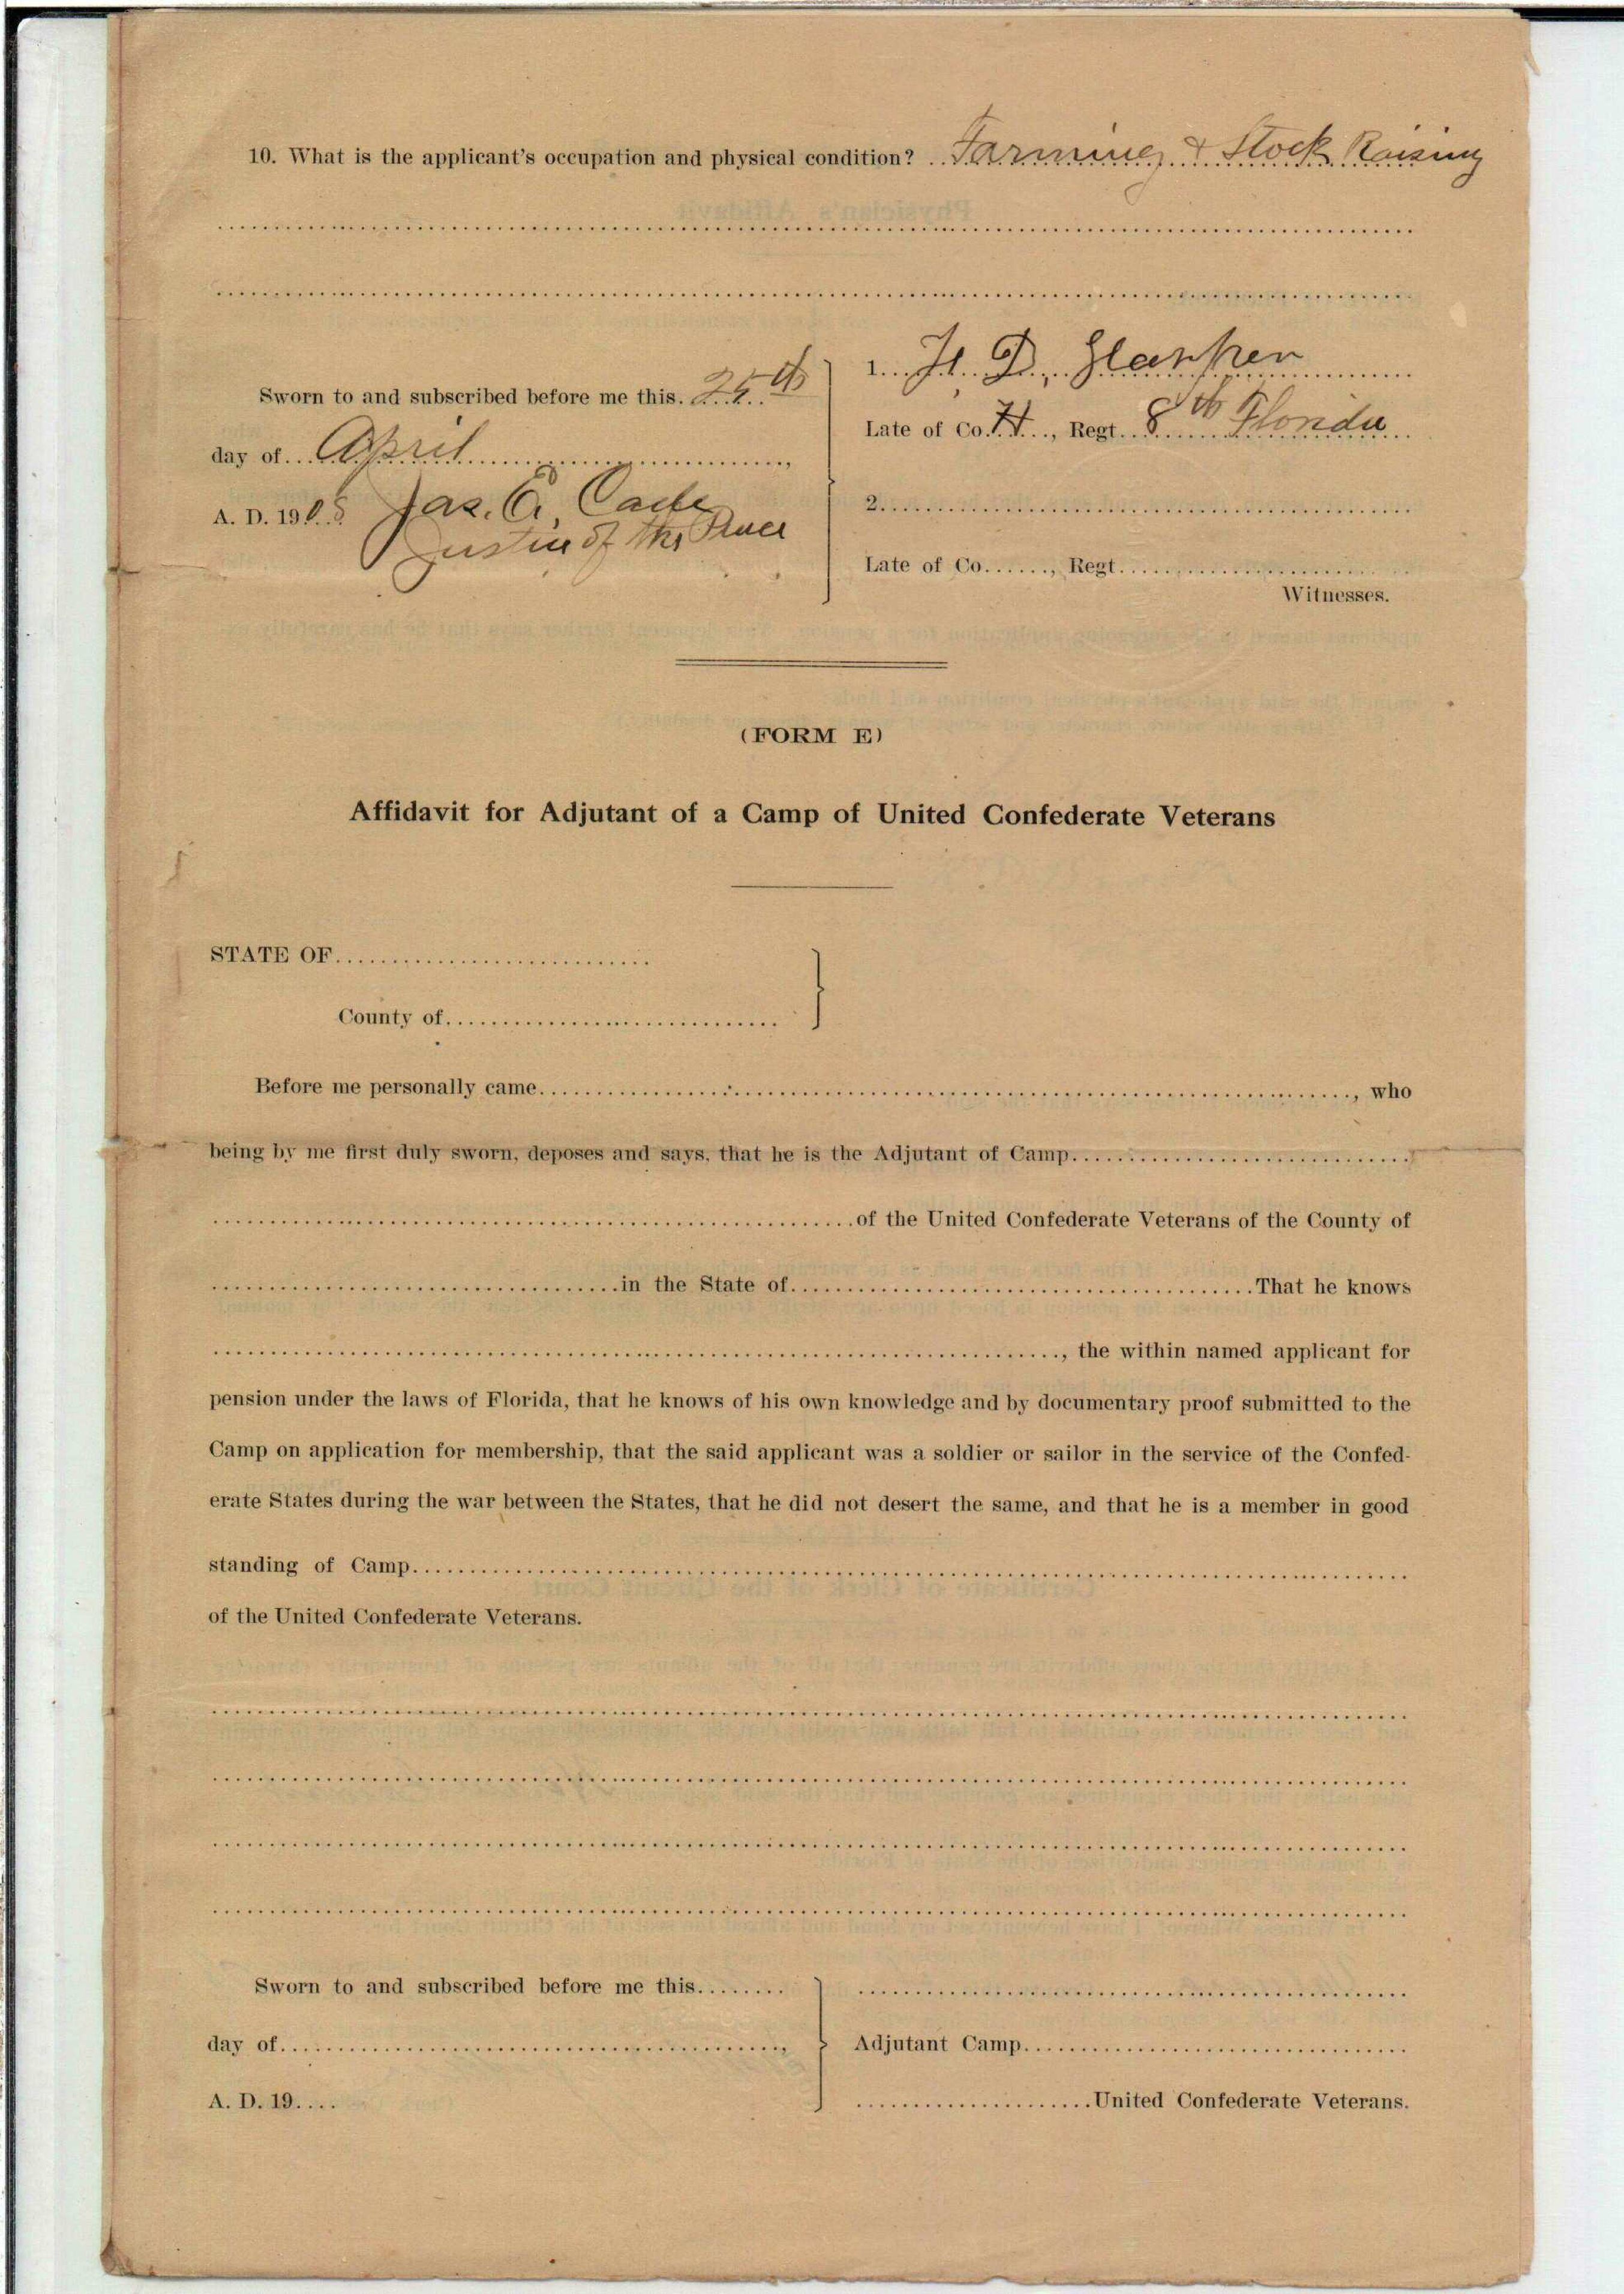 10. What is the applicant's occupation and physical condition? Farming & Stock Raising
Sworn to and subscribed before me this 25th
day of April
A. D. 1908 Jas. E.
Justice of the Peace
1. H. D.
Late of Co. H, Regt. 8th Florida
2.
Late of Co......, Regt.
Witnesses.
(FORM E)
Affidavit for Adjutant of a Camp of United Confederate Veterans
STATE OF
County of
Before me personally came, who
being by me first duly sworn, deposes and says, that he is the Adjutant of Camp
of the United Confederate Veterans of the County of
in the State of That he knows
, the within named applicant for
pension under the laws of Florida, that he knows of his own knowledge and by documentary proof submitted to the
Camp on application for membership, that the said applicant was a soldier or sailor in the service of the Confed-
erate States during the war between the States, that he did not desert the same, and that he is a member in good
standing of Camp
of the United Confederate Veterans.
Sworn to and subscribed before me this
day of
A. D. 19....
Adjutant Camp
United Confederate Veterans.